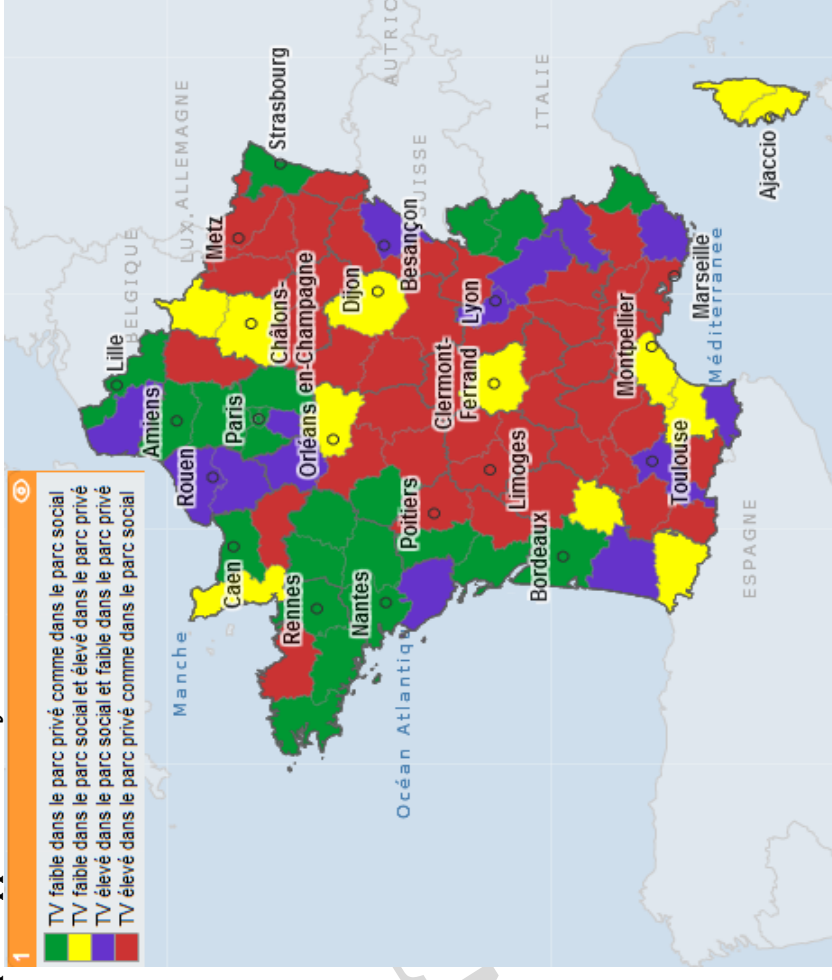 1
TV faible dans le parc privé comme dans le parc social
TV faible dans le parc social et élevé dans le parc privé
TV élevé dans le parc social et faible dans le parc privé
TV élevé dans le parc privé comme dans le parc social
Manche
BELGIQUE
LUX.
ALLEMAGNE
Lille
Amiens
Rouen
Caen
Paris
Metz
Strasbourg
Châlons-
en-Champagne
Rennes
Orléans
Nantes
Dijon
Besançon
SUISSE
AUTRIC
Océan Atlantique
Poitiers
Limoges
Clermont-
Ferrand
Lyon
ITALIE
Bordeaux
Toulouse
Montpellier
Marseille
Méditerranée
ESPAGNE
Ajaccio